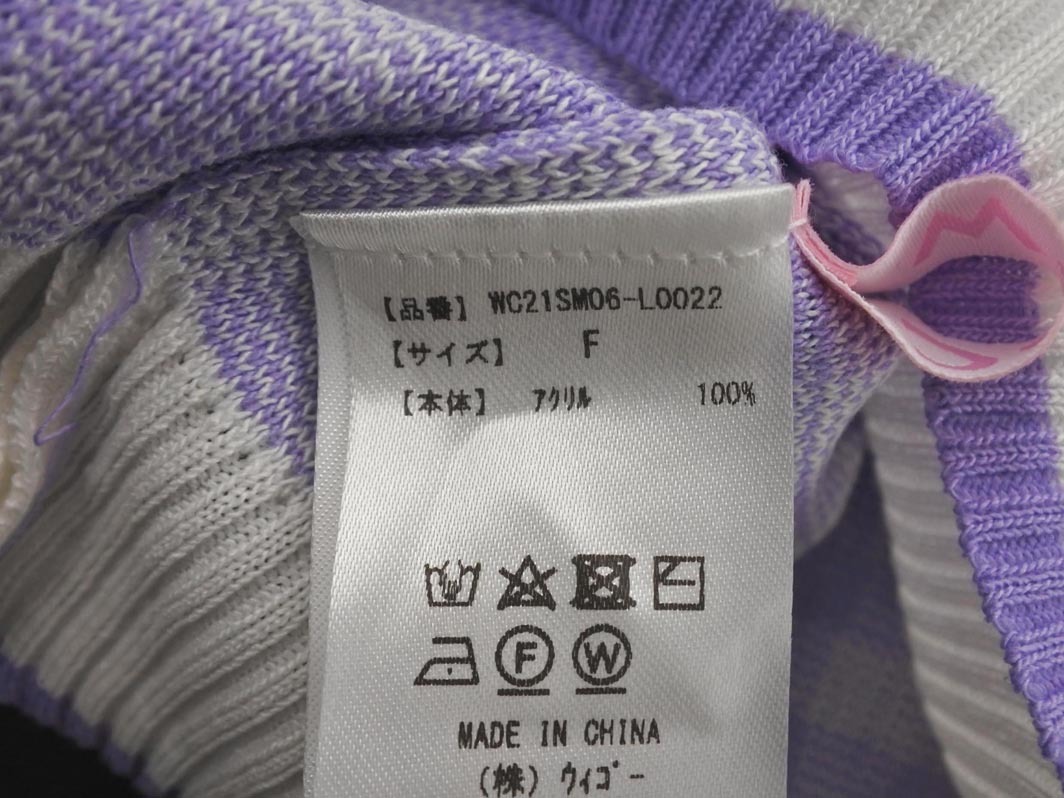 【品番】 WC21SM06-L0022
【サイズ】 F
【本体】 ｱｸﾘﾙ 100%
F W
MADE IN CHINA
(株) ｳｨｺﾞｰ